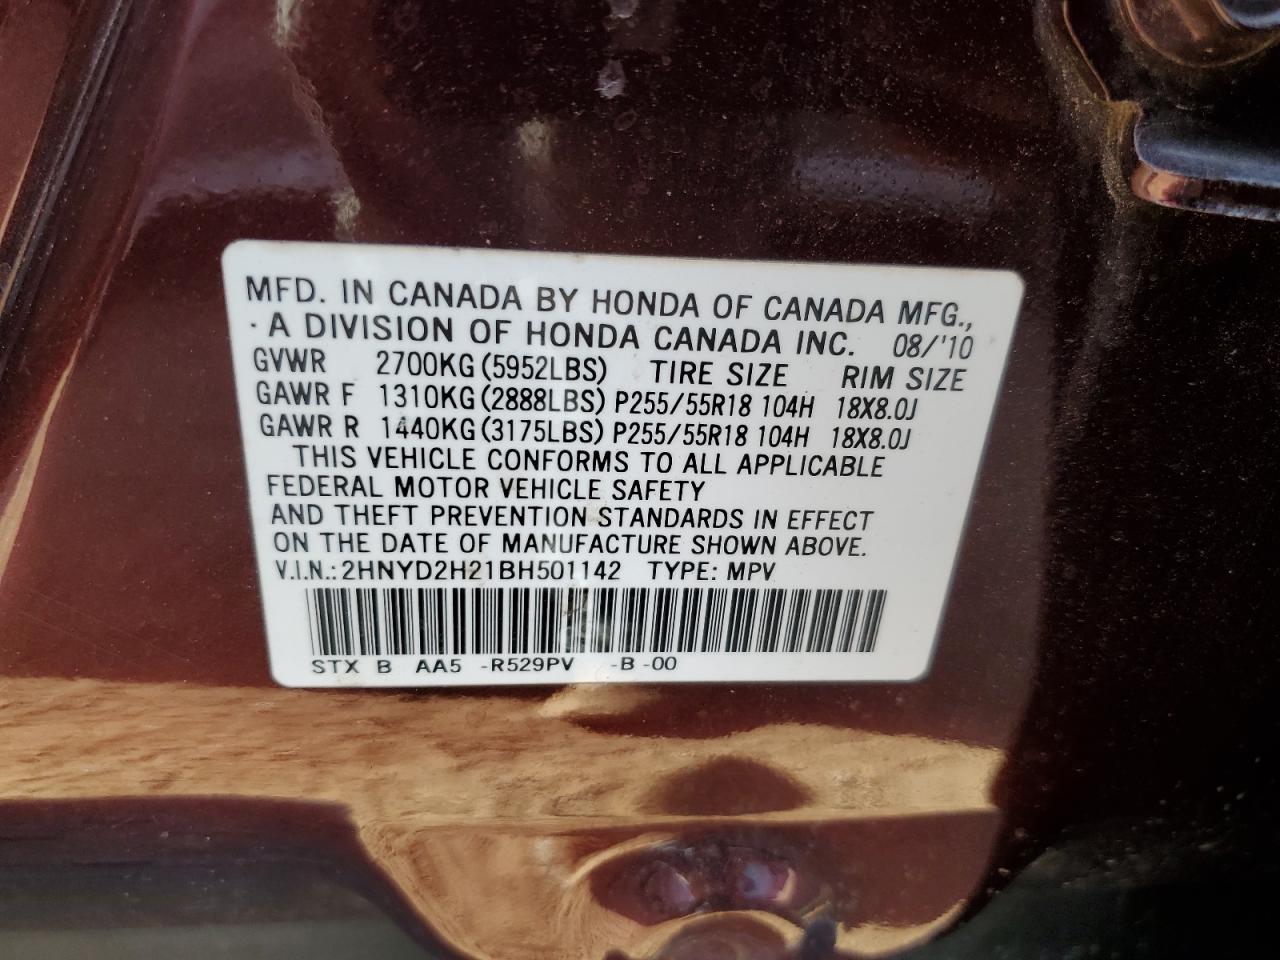 MFD. IN CANADA BY HONDA OF CANADA MFG.,
· A DIVISION OF HONDA CANADA INC. 08/'10
GVWR 2700KG (5952LBS) TIRE SIZE RIM SIZE
GAWR F 1310KG (2888LBS) P255/55R18 104H 18X8.0J
GAWR R 1440KG (3175LBS) P255/55R18 104H 18X8.0J
THIS VEHICLE CONFORMS TO ALL APPLICABLE
FEDERAL MOTOR VEHICLE SAFETY
AND THEFT PREVENTION STANDARDS IN EFFECT
ON THE DATE OF MANUFACTURE SHOWN ABOVE.
V.I.N.: 2HNYD2H21BH501142 TYPE: MPV
STX B AA5 -R529PV -B -00